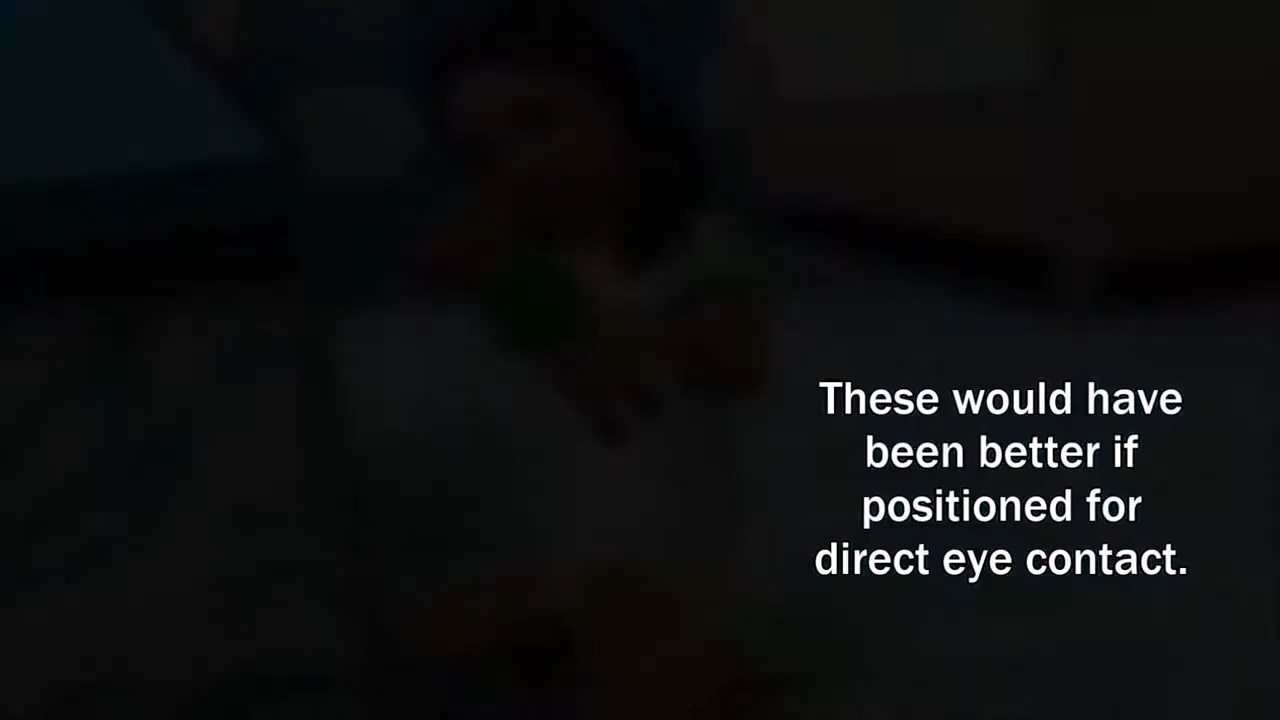 These would have
been better if
positioned for
direct eye contact.